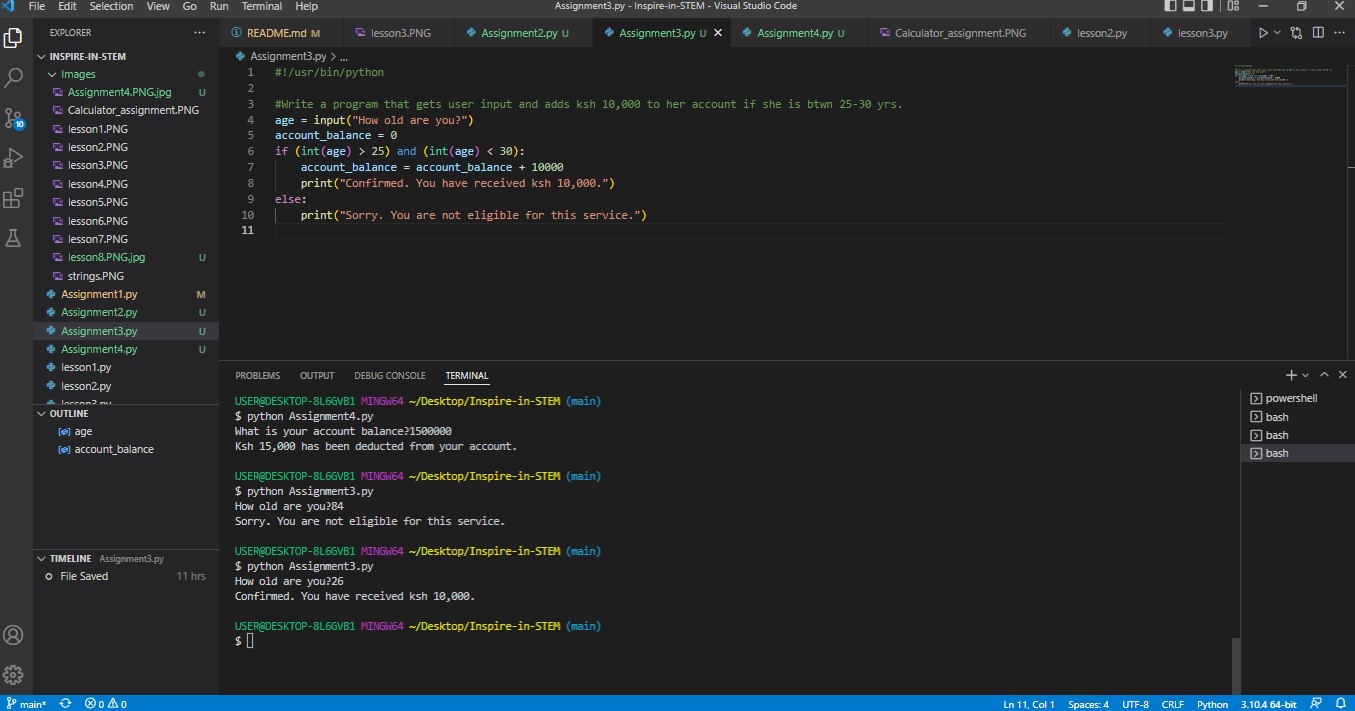 File Edit Selection View Go Run Terminal Help
Assignment3.py - Inspire-in-STEM - Visual Studio Code
EXPLORER
INSPIRE-IN-STEM
Images
Assignment4.PNG.jpg U
Calculator_assignment.PNG
lesson1.PNG
lesson2.PNG
lesson3.PNG
lesson4.PNG
lesson5.PNG
lesson6.PNG
lesson7.PNG
lesson8.PNG.jpg U
strings.PNG
Assignment1.py M
Assignment2.py U
Assignment3.py U
Assignment4.py U
lesson1.py
lesson2.py
OUTLINE
age
account_balance
TIMELINE Assignment3.py
File Saved 11 hrs
10
README.md M lesson3.PNG Assignment2.py U Assignment3.py U Assignment4.py U Calculator_assignment.PNG lesson2.py lesson3.py
Assignment3.py > ...
1 #!/usr/bin/python
2
3 #Write a program that gets user input and adds ksh 10,000 to her account if she is btwn 25-30 yrs.
4 age = input("How old are you?")
5 account_balance = 0
6 if (int(age) > 25) and (int(age) < 30):
7 account_balance = account_balance + 10000
8 print("Confirmed. You have received ksh 10,000.")
9 else:
10 print("Sorry. You are not eligible for this service.")
11
PROBLEMS OUTPUT DEBUG CONSOLE TERMINAL
USER@DESKTOP-8L6GVB1 MINGW64 ~/Desktop/Inspire-in-STEM (main)
$ python Assignment4.py
What is your account balance?1500000
Ksh 15,000 has been deducted from your account.
USER@DESKTOP-8L6GVB1 MINGW64 ~/Desktop/Inspire-in-STEM (main)
$ python Assignment3.py
How old are you?84
Sorry. You are not eligible for this service.
USER@DESKTOP-8L6GVB1 MINGW64 ~/Desktop/Inspire-in-STEM (main)
$ python Assignment3.py
How old are you?26
Confirmed. You have received ksh 10,000.
USER@DESKTOP-8L6GVB1 MINGW64 ~/Desktop/Inspire-in-STEM (main)
$
powershell
bash
bash
bash
main* 0 0
Ln 11, Col 1 Spaces: 4 UTF-8 CRLF Python 3.10.4 64-bit